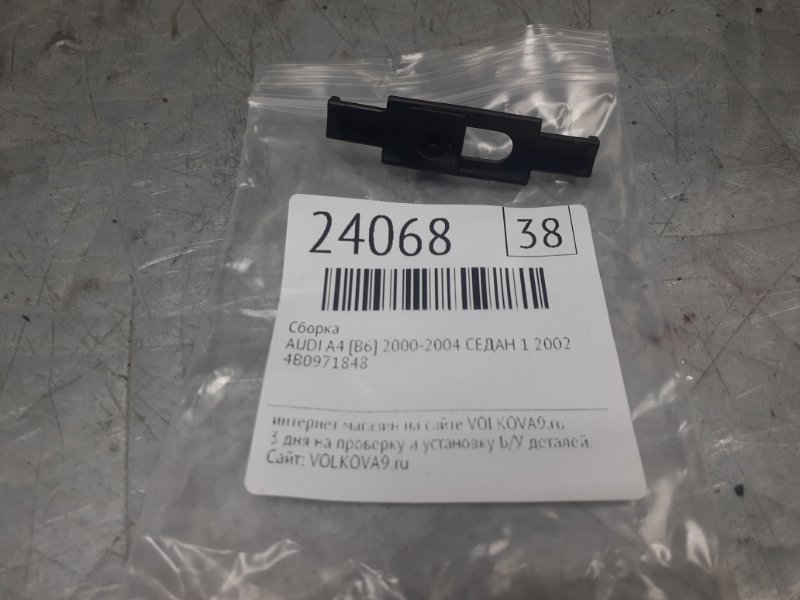 24068 38
Сборка
AUDI A4 [B6] 2000-2004 СЕДАН 1 2002
4B0971848
интернет магазин на сайте VOLKOVA9.ru
3 дня на проверку и установку Б/У деталей.
Сайт: VOLKOVA9.ru